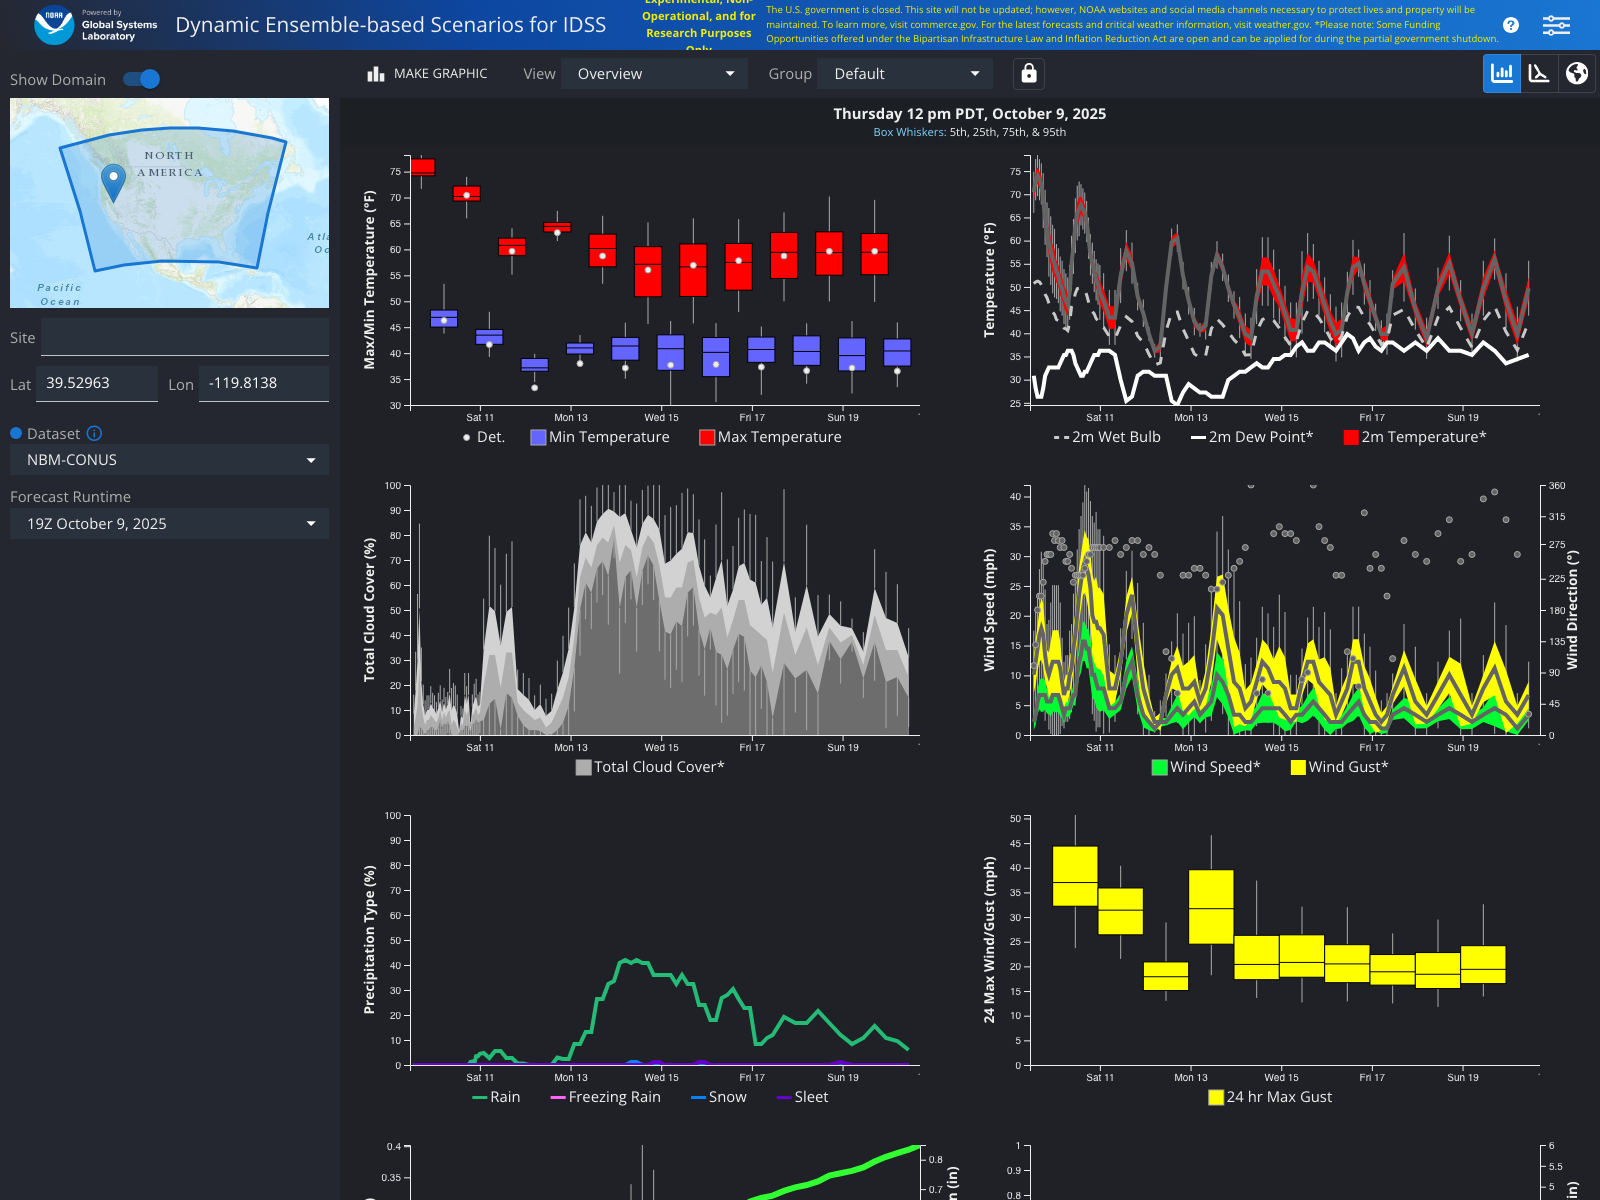 NOAA
Powered by
Global Systems
Laboratory
Dynamic Ensemble-based Scenarios for IDSS
Experimental, Non-
Operational, and for
Research Purposes
Only
The U.S. government is closed. This site will not be updated; however, NOAA websites and social media channels necessary to protect lives and property will be
maintained. To learn more, visit commerce.gov. For the latest forecasts and critical weather information, visit weather.gov. *Please note: Some Funding
Opportunities offered under the Bipartisan Infrastructure Law and Inflation Reduction Act are open and can be applied for during the partial government shutdown.
?
Show Domain
MAKE GRAPHIC
View
Overview
Group
Default
NORTH
AMERICA
Pacific
Ocean
Site
Lat 39.52963 Lon -119.8138
Dataset
NBM-CONUS
Forecast Runtime
19Z October 9, 2025
Thursday 12 pm PDT, October 9, 2025
Box Whiskers: 5th, 25th, 75th, & 95th
Max/Min Temperature (°F)
75
70
65
60
55
50
45
40
35
30
Sat 11 Mon 13 Wed 15 Fri 17 Sun 19
Det. Min Temperature Max Temperature
Temperature (°F)
75
70
65
60
55
50
45
40
35
30
25
Sat 11 Mon 13 Wed 15 Fri 17 Sun 19
2m Wet Bulb 2m Dew Point* 2m Temperature*
Total Cloud Cover (%)
100
90
80
70
60
50
40
30
20
10
0
Sat 11 Mon 13 Wed 15 Fri 17 Sun 19
Total Cloud Cover*
Wind Speed (mph)
40
35
30
25
20
15
10
5
0
Wind Direction (°)
360
315
275
225
180
135
90
45
0
Sat 11 Mon 13 Wed 15 Fri 17 Sun 19
Wind Speed* Wind Gust*
Precipitation Type (%)
100
90
80
70
60
50
40
30
20
10
0
Sat 11 Mon 13 Wed 15 Fri 17 Sun 19
Rain Freezing Rain Snow Sleet
24 Max Wind/Gust (mph)
50
45
40
35
30
25
20
15
10
5
0
Sat 11 Mon 13 Wed 15 Fri 17 Sun 19
24 hr Max Gust
0.4
0.35
0.8
0.7
(in)
1
0.9
0.8
6
5.5
5
in)